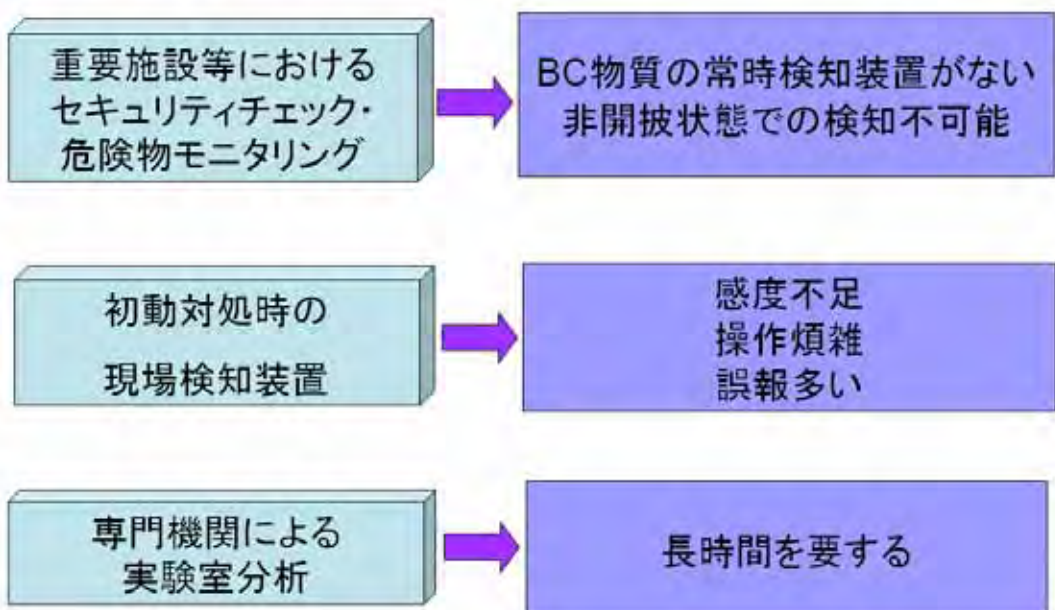 重要施設等における
セキュリティチェック・
危険物モニタリング
BC物質の常時検知装置がない
非開披状態での検知不可能
初動対処時の
現場検知装置
感度不足
操作煩雑
誤報多い
専門機関による
実験室分析
長時間を要する